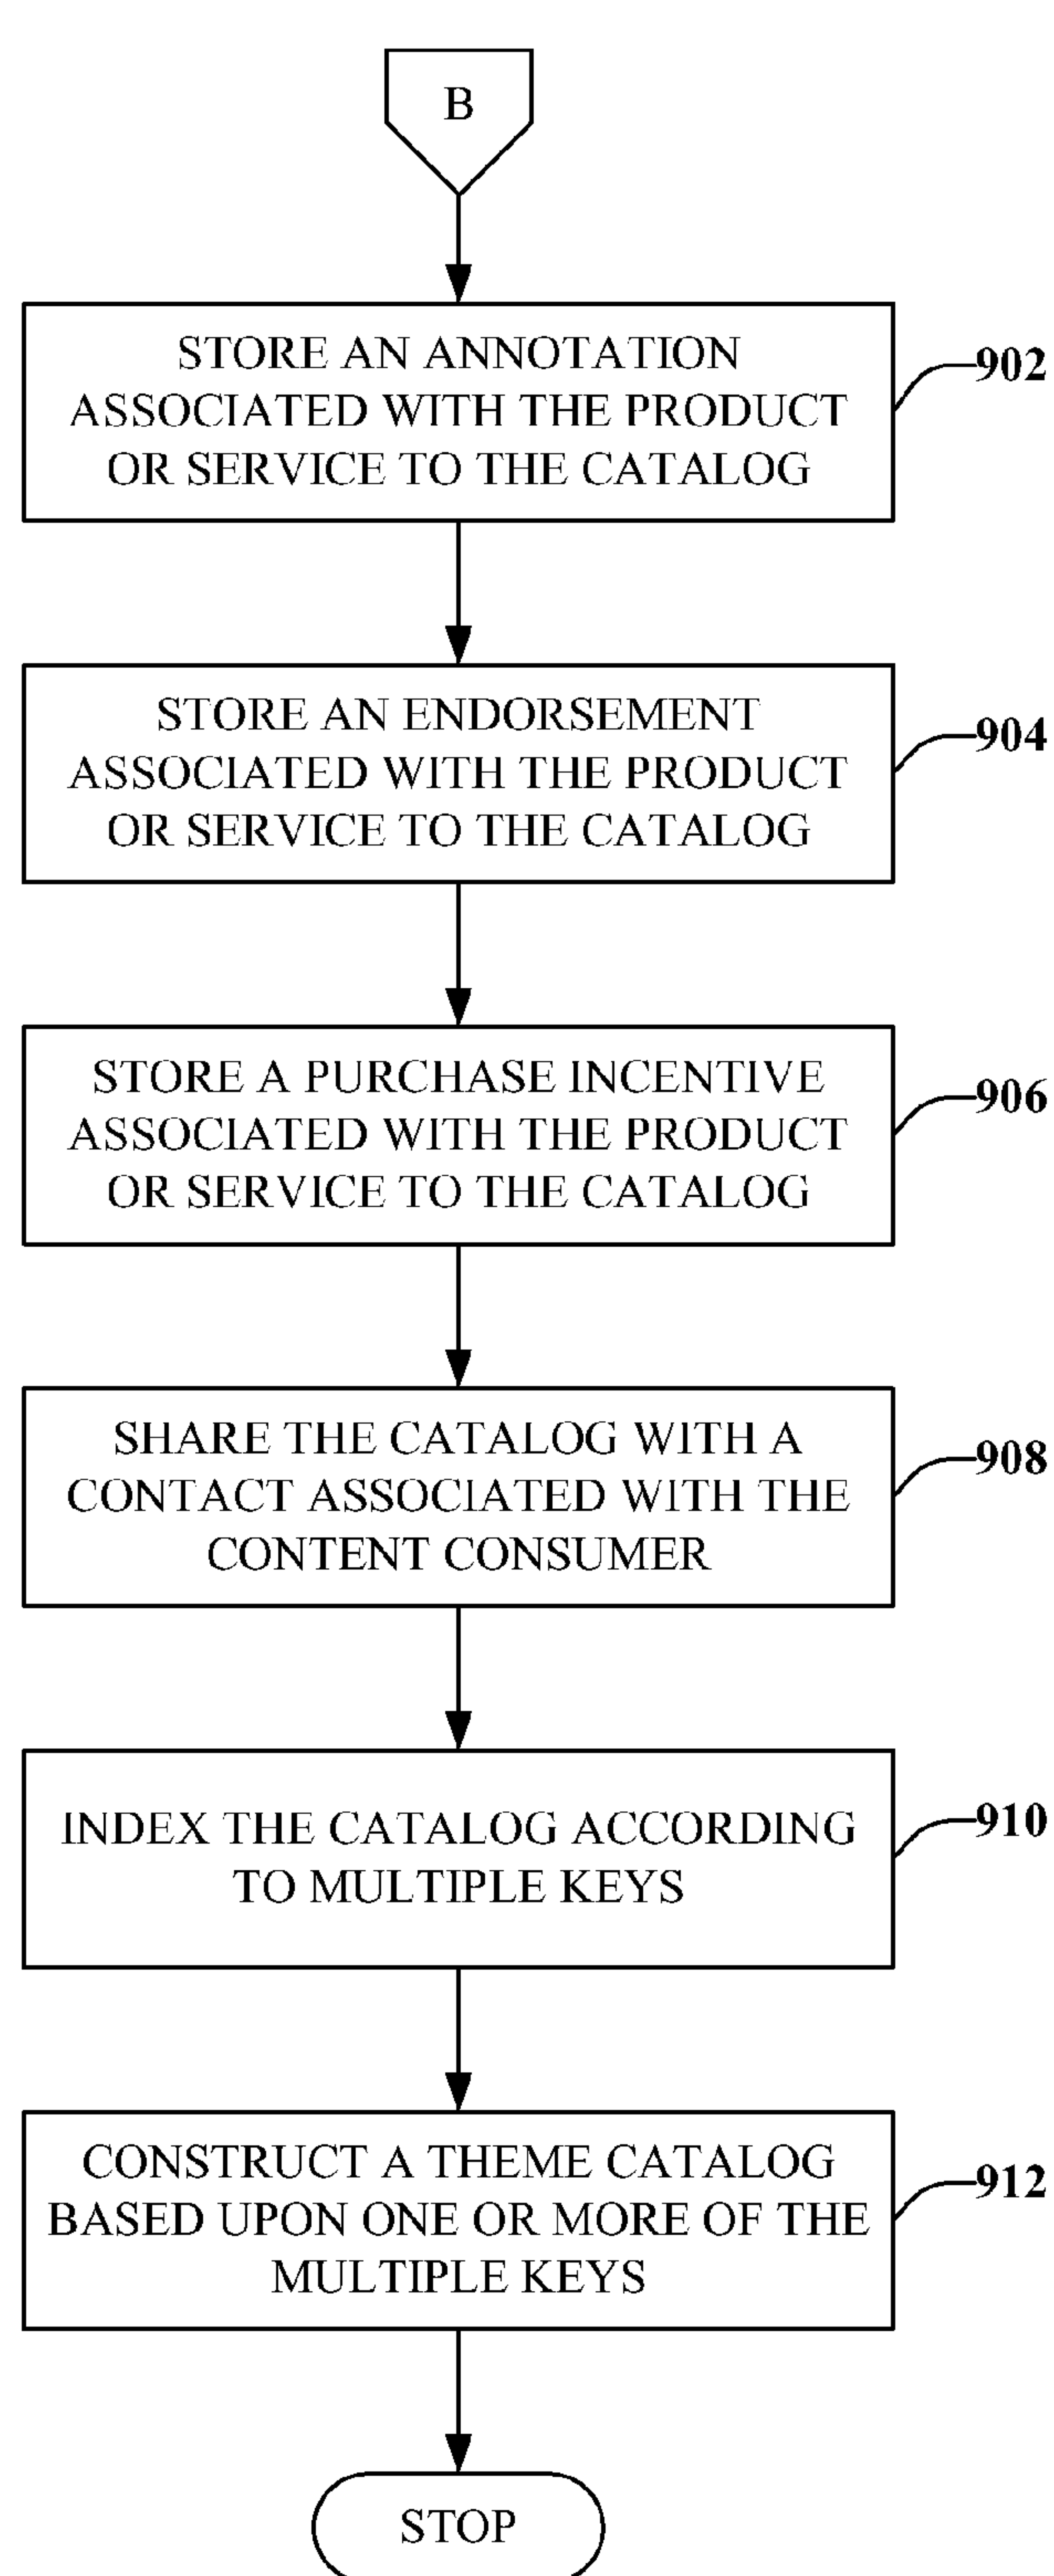 B
STORE AN ANNOTATION
ASSOCIATED WITH THE PRODUCT
OR SERVICE TO THE CATALOG
902
STORE AN ENDORSEMENT
ASSOCIATED WITH THE PRODUCT
OR SERVICE TO THE CATALOG
904
STORE A PURCHASE INCENTIVE
ASSOCIATED WITH THE PRODUCT
OR SERVICE TO THE CATALOG
906
SHARE THE CATALOG WITH A
CONTACT ASSOCIATED WITH THE
CONTENT CONSUMER
908
INDEX THE CATALOG ACCORDING
TO MULTIPLE KEYS
910
CONSTRUCT A THEME CATALOG
BASED UPON ONE OR MORE OF THE
MULTIPLE KEYS
912
STOP